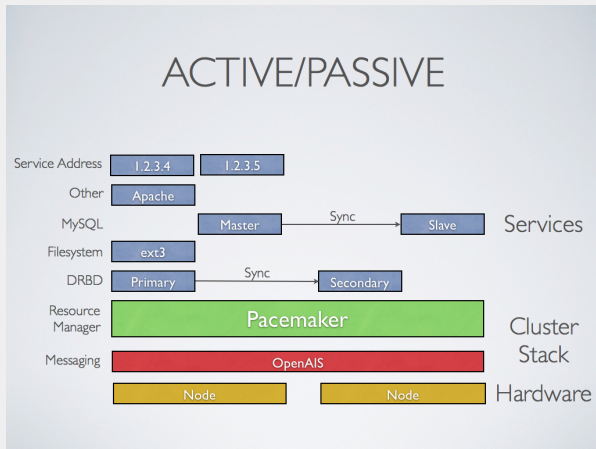 ACTIVE/PASSIVE
Service Address 1.2.3.4 1.2.3.5
Other Apache
MySQL Master Sync Slave Services
Filesystem ext3
DRBD Primary Sync Secondary
Resource
Manager
Pacemaker
Cluster
Stack
Messaging OpenAIS
Node Node Hardware